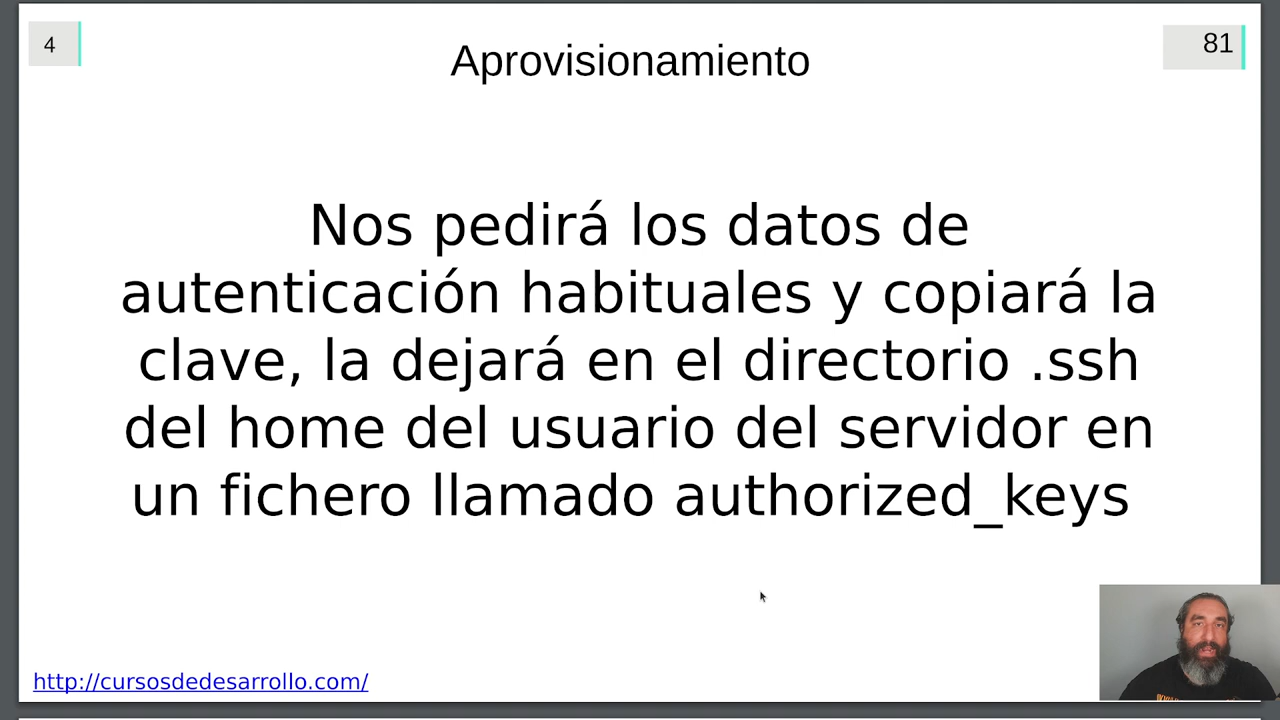 4
Aprovisionamiento
81
Nos pedirá los datos de
autenticación habituales y copiará la
clave, la dejará en el directorio .ssh
del home del usuario del servidor en
un fichero llamado authorized_keys
http://cursosdedesarrollo.com/